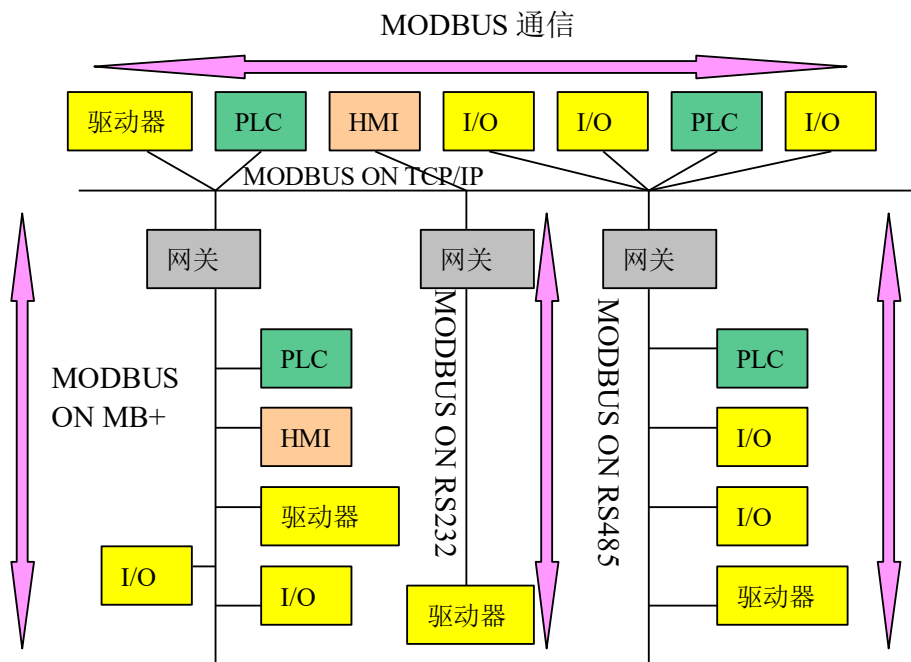 MODBUS 通信
驱动器
PLC
HMI
I/O
I/O
PLC
I/O
MODBUS ON TCP/IP
网关
网关
网关
MODBUS
ON MB+
PLC
HMI
驱动器
I/O
I/O
MODBUS ON RS232
驱动器
MODBUS ON RS485
PLC
I/O
I/O
驱动器